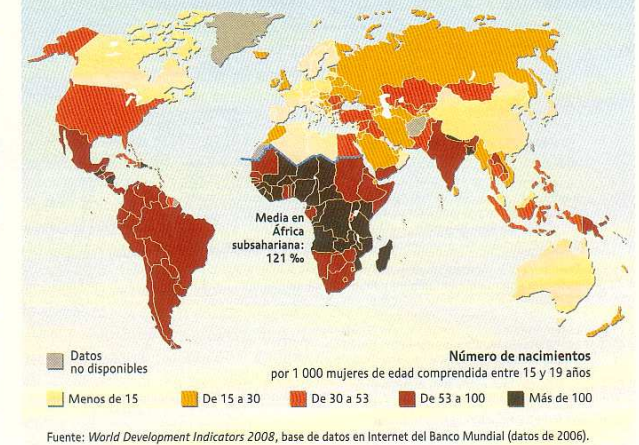 Media en
África
subsahariana:
121 ‰
Datos
no disponibles
Número de nacimientos
por 1 000 mujeres de edad comprendida entre 15 y 19 años
Menos de 15
De 15 a 30
De 30 a 53
De 53 a 100
Más de 100
Fuente: World Development Indicators 2008, base de datos en Internet del Banco Mundial (datos de 2006).